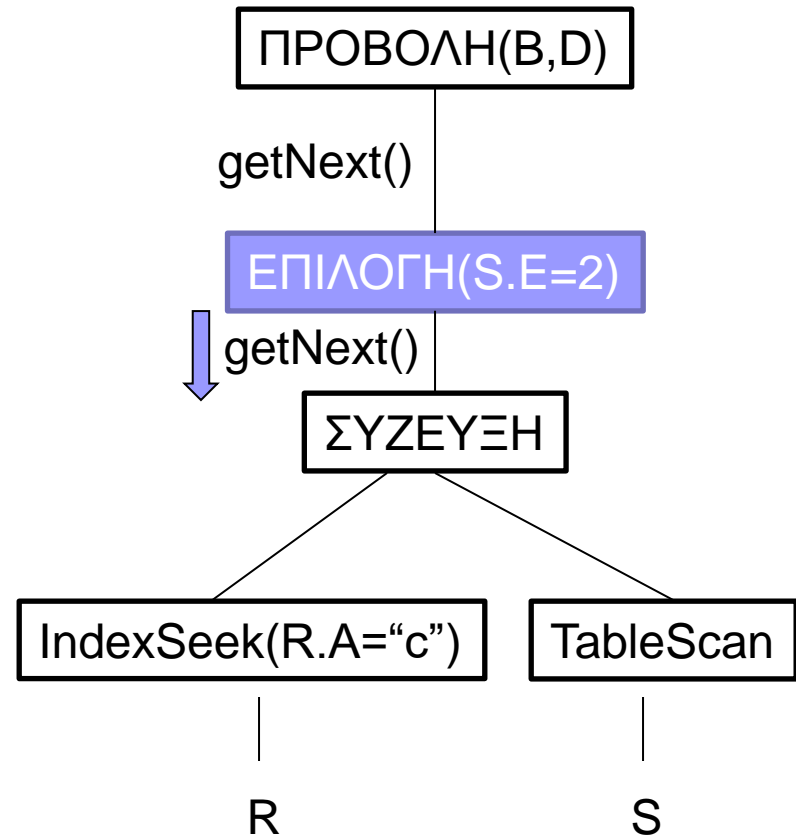 ΠΡΟΒΟΛΗ(B,D)
getNext()
ΕΠΙΛΟΓΗ(S.E=2)
getNext()
ΣΥΖΕΥΞΗ
IndexSeek(R.A=“c”)
TableScan
R
S